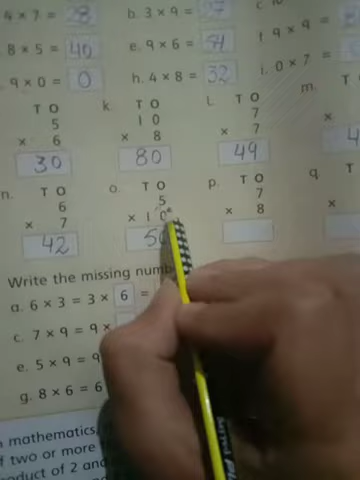 4 × 7 = 28 b. 3 × 9 = 27 c.
8 × 5 = 40 e. 9 × 6 = 54 f. 9 × 9 =
9 × 0 = 0 h. 4 × 8 = 32 i. 0 × 7 =
T O k. T O l. T O m. T
5 1 0 7
× 6 × 8 × 7 ×
30 80 49 4
n. T O o. T O p. T O q. T
6 5 7
× 7 × 1 0 × 8 ×
42 50
Write the missing
a. 6 × 3 = 3 × 6 =
c. 7 × 9 = 9 ×
e. 5 × 9 = 9
g. 8 × 6 = 6
mathematics,
f two or more
oduct of 2 and